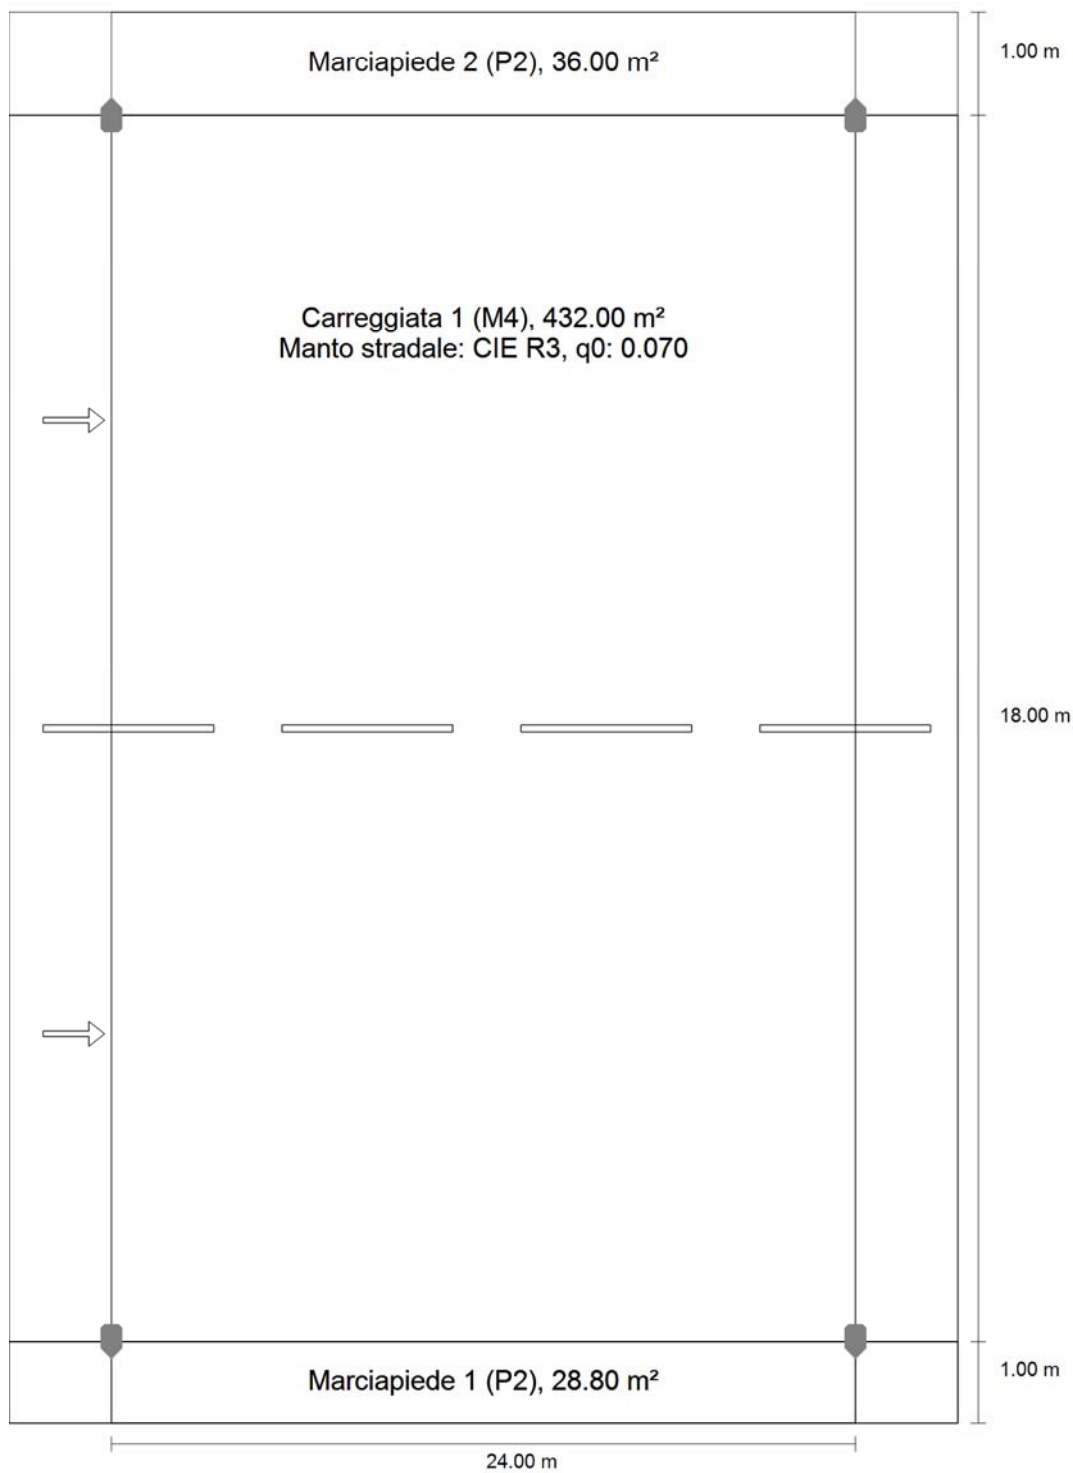 Marciapiede 2 (P2), 36.00 m²
1.00 m
Carreggiata 1 (M4), 432.00 m²
Manto stradale: CIE R3, q0: 0.070
18.00 m
Marciapiede 1 (P2), 28.80 m²
1.00 m
24.00 m